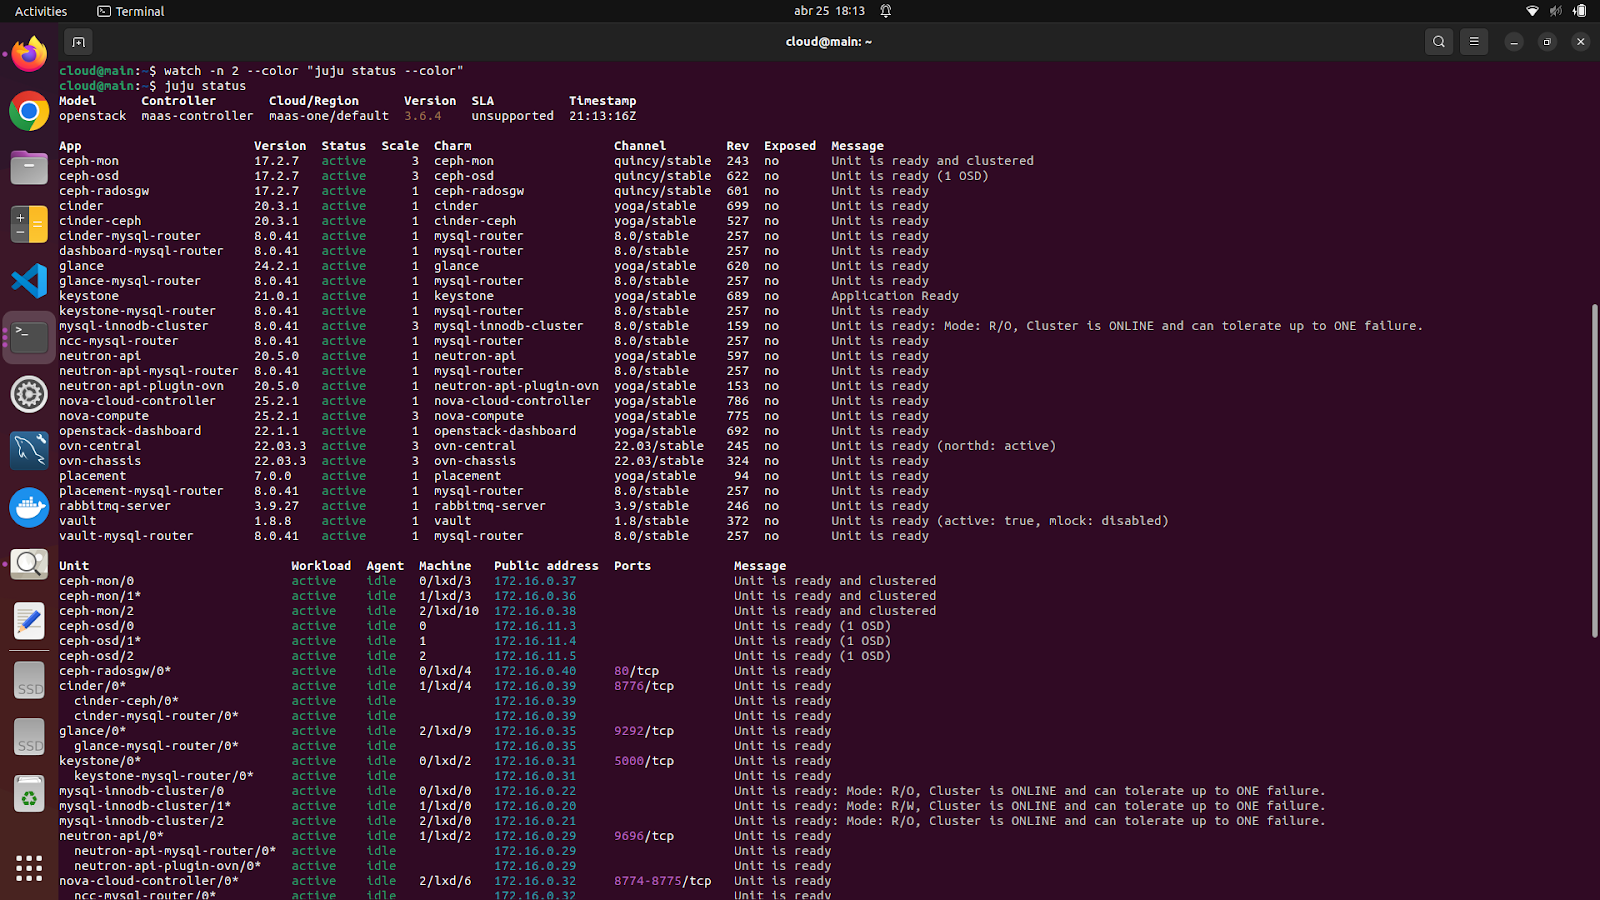 Activities Terminal abr 25 18:13
cloud@main: ~
cloud@main:~$ watch -n 2 --color "juju status --color"
cloud@main:~$ juju status
Model Controller Cloud/Region Version SLA Timestamp
openstack maas-controller maas-one/default 3.6.4 unsupported 21:13:16Z
App Version Status Scale Charm Channel Rev Exposed Message
ceph-mon 17.2.7 active 3 ceph-mon quincy/stable 243 no Unit is ready and clustered
ceph-osd 17.2.7 active 3 ceph-osd quincy/stable 622 no Unit is ready (1 OSD)
ceph-radosgw 17.2.7 active 1 ceph-radosgw quincy/stable 601 no Unit is ready
cinder 20.3.1 active 1 cinder yoga/stable 699 no Unit is ready
cinder-ceph 20.3.1 active 1 cinder-ceph yoga/stable 527 no Unit is ready
cinder-mysql-router 8.0.41 active 1 mysql-router 8.0/stable 257 no Unit is ready
dashboard-mysql-router 8.0.41 active 1 mysql-router 8.0/stable 257 no Unit is ready
glance 24.2.1 active 1 glance yoga/stable 620 no Unit is ready
glance-mysql-router 8.0.41 active 1 mysql-router 8.0/stable 257 no Unit is ready
keystone 21.0.1 active 1 keystone yoga/stable 689 no Application Ready
keystone-mysql-router 8.0.41 active 1 mysql-router 8.0/stable 257 no Unit is ready
mysql-innodb-cluster 8.0.41 active 3 mysql-innodb-cluster 8.0/stable 159 no Unit is ready: Mode: R/O, Cluster is ONLINE and can tolerate up to ONE failure.
ncc-mysql-router 8.0.41 active 1 mysql-router 8.0/stable 257 no Unit is ready
neutron-api 20.5.0 active 1 neutron-api yoga/stable 597 no Unit is ready
neutron-api-mysql-router 8.0.41 active 1 mysql-router 8.0/stable 257 no Unit is ready
neutron-api-plugin-ovn 20.5.0 active 1 neutron-api-plugin-ovn yoga/stable 153 no Unit is ready
nova-cloud-controller 25.2.1 active 1 nova-cloud-controller yoga/stable 786 no Unit is ready
nova-compute 25.2.1 active 3 nova-compute yoga/stable 775 no Unit is ready
openstack-dashboard 22.1.1 active 1 openstack-dashboard yoga/stable 692 no Unit is ready
ovn-central 22.03.3 active 3 ovn-central 22.03/stable 245 no Unit is ready (northd: active)
ovn-chassis 22.03.3 active 3 ovn-chassis 22.03/stable 324 no Unit is ready
placement 7.0.0 active 1 placement yoga/stable 94 no Unit is ready
placement-mysql-router 8.0.41 active 1 mysql-router 8.0/stable 257 no Unit is ready
rabbitmq-server 3.9.27 active 1 rabbitmq-server 3.9/stable 246 no Unit is ready
vault 1.8.8 active 1 vault 1.8/stable 372 no Unit is ready (active: true, mlock: disabled)
vault-mysql-router 8.0.41 active 1 mysql-router 8.0/stable 257 no Unit is ready
Unit Workload Agent Machine Public address Ports Message
ceph-mon/0 active idle 0/lxd/3 172.16.0.37 Unit is ready and clustered
ceph-mon/1* active idle 1/lxd/3 172.16.0.36 Unit is ready and clustered
ceph-mon/2 active idle 2/lxd/10 172.16.0.38 Unit is ready and clustered
ceph-osd/0 active idle 0 172.16.11.3 Unit is ready (1 OSD)
ceph-osd/1* active idle 1 172.16.11.4 Unit is ready (1 OSD)
ceph-osd/2 active idle 2 172.16.11.5 Unit is ready (1 OSD)
ceph-radosgw/0* active idle 0/lxd/4 172.16.0.40 80/tcp Unit is ready
cinder/0* active idle 1/lxd/4 172.16.0.39 8776/tcp Unit is ready
cinder-ceph/0* active idle 172.16.0.39 Unit is ready
cinder-mysql-router/0* active idle 172.16.0.39 Unit is ready
glance/0* active idle 2/lxd/9 172.16.0.35 9292/tcp Unit is ready
glance-mysql-router/0* active idle 172.16.0.35 Unit is ready
keystone/0* active idle 0/lxd/2 172.16.0.31 5000/tcp Unit is ready
keystone-mysql-router/0* active idle 172.16.0.31 Unit is ready
mysql-innodb-cluster/0 active idle 0/lxd/0 172.16.0.22 Unit is ready: Mode: R/O, Cluster is ONLINE and can tolerate up to ONE failure.
mysql-innodb-cluster/1* active idle 1/lxd/0 172.16.0.20 Unit is ready: Mode: R/W, Cluster is ONLINE and can tolerate up to ONE failure.
mysql-innodb-cluster/2 active idle 2/lxd/0 172.16.0.21 Unit is ready: Mode: R/O, Cluster is ONLINE and can tolerate up to ONE failure.
neutron-api/0* active idle 1/lxd/2 172.16.0.29 9696/tcp Unit is ready
neutron-api-mysql-router/0* active idle 172.16.0.29 Unit is ready
neutron-api-plugin-ovn/0* active idle 172.16.0.29 Unit is ready
nova-cloud-controller/0* active idle 2/lxd/6 172.16.0.32 8774-8775/tcp Unit is ready
ncc-mysql-router/0* active idle 172.16.0.32 Unit is ready
SSD
SSD